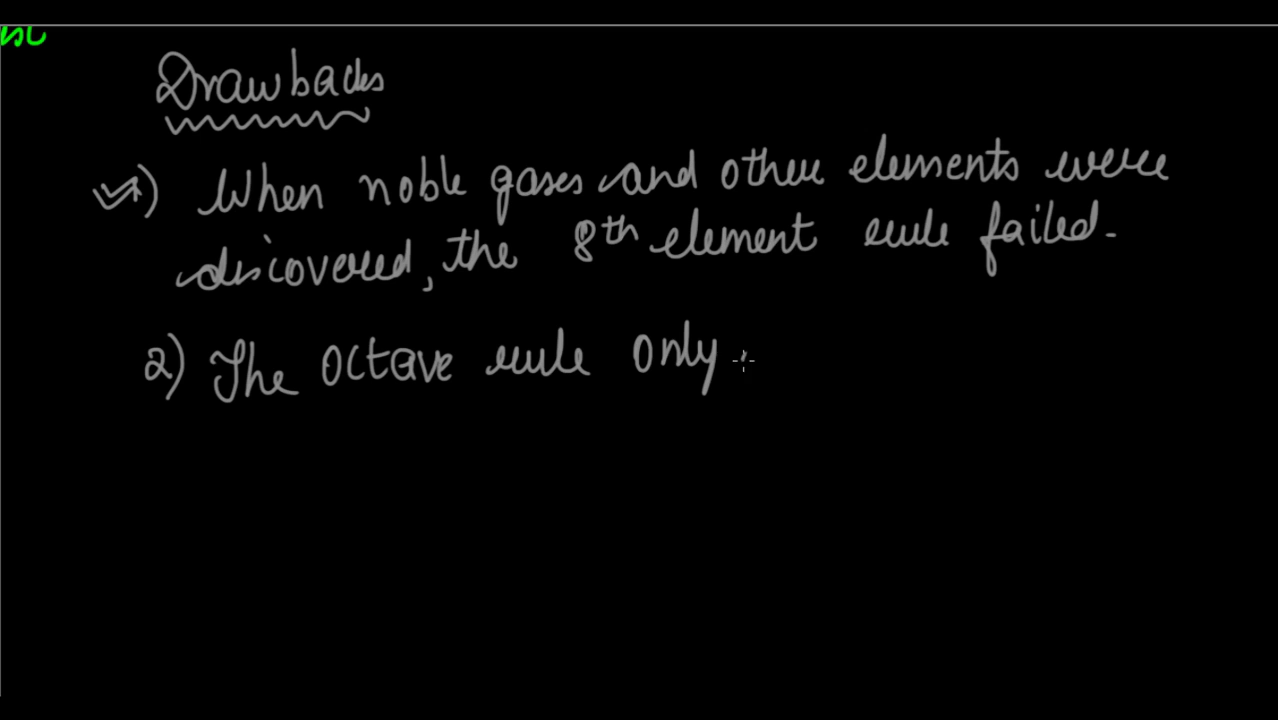 Drawbacks
1) When noble gases and other elements were
discovered, the 8th element rule failed.
2) The Octave rule only